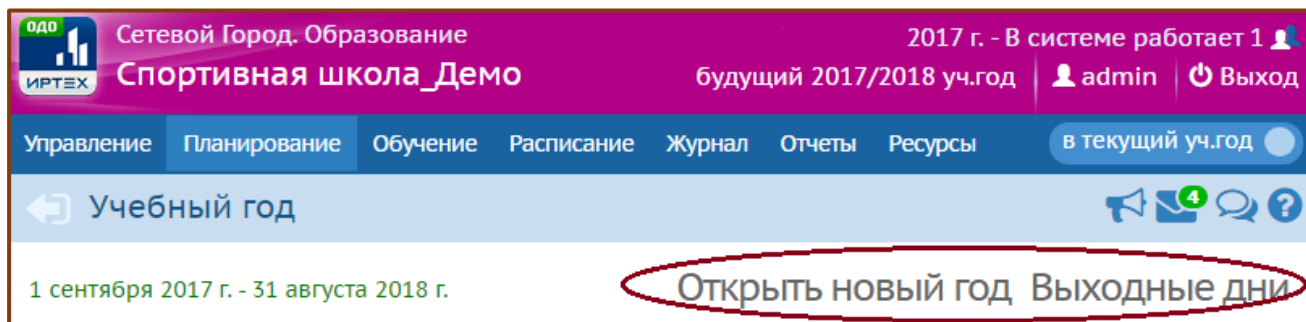 ОДО
ИРТЕХ
Сетевой Город. Образование
2017 г. - В системе работает 1
Спортивная школа_Демо
будущий 2017/2018 уч.год
admin
Выход
Управление Планирование Обучение Расписание Журнал Отчеты Ресурсы
в текущий уч.год
Учебный год
4
?
1 сентября 2017 г. - 31 августа 2018 г.
Открыть новый год Выходные дни